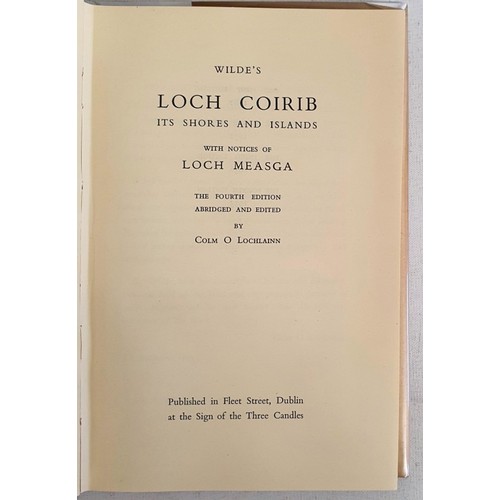 WILDE'S
LOCH COIRIB
ITS SHORES AND ISLANDS
WITH NOTICES OF
LOCH MEASGA
THE FOURTH EDITION
ABRIDGED AND EDITED
BY
COLM O LOCHLAINN
Published in Fleet Street, Dublin
at the Sign of the Three Candles